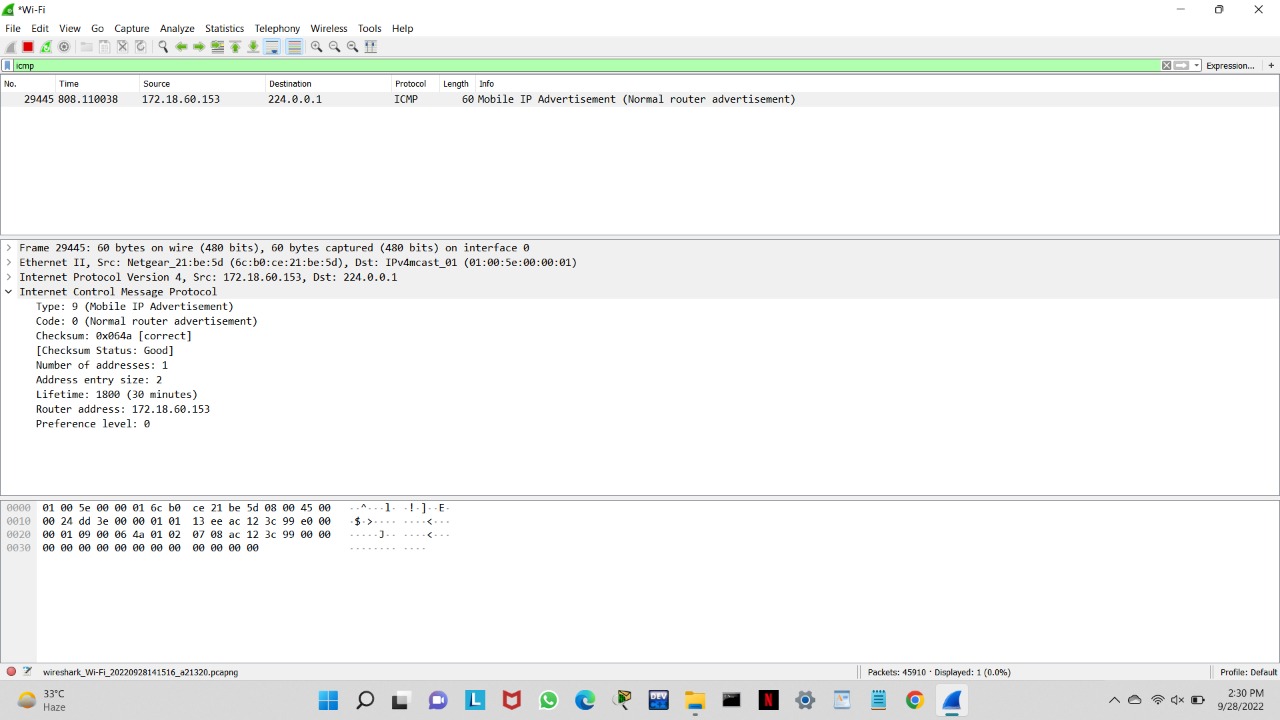 *Wi-Fi
File Edit View Go Capture Analyze Statistics Telephony Wireless Tools Help
icmp Expression... +
No. Time Source Destination Protocol Length Info
29445 808.110038 172.18.60.153 224.0.0.1 ICMP 60 Mobile IP Advertisement (Normal router advertisement)
Frame 29445: 60 bytes on wire (480 bits), 60 bytes captured (480 bits) on interface 0
Ethernet II, Src: Netgear_21:be:5d (6c:b0:ce:21:be:5d), Dst: IPv4mcast_01 (01:00:5e:00:00:01)
Internet Protocol Version 4, Src: 172.18.60.153, Dst: 224.0.0.1
Internet Control Message Protocol
Type: 9 (Mobile IP Advertisement)
Code: 0 (Normal router advertisement)
Checksum: 0x064a [correct]
[Checksum Status: Good]
Number of addresses: 1
Address entry size: 2
Lifetime: 1800 (30 minutes)
Router address: 172.18.60.153
Preference level: 0
0000 01 00 5e 00 00 01 6c b0 ce 21 be 5d 08 00 45 00 ··^···l· ·!·]··E·
0010 00 24 dd 3e 00 00 01 01 13 ee ac 12 3c 99 e0 00 ·$·>···· ····<···
0020 00 01 09 00 06 4a 01 02 07 08 ac 12 3c 99 00 00 ·····J·· ····<···
0030 00 00 00 00 00 00 00 00 00 00 00 00 ········ ····
wireshark_Wi-Fi_20220928141516_a21320.pcapng Packets: 45910 · Displayed: 1 (0.0%) Profile: Default
33°C
Haze
L
DEV
N
2:30 PM
9/28/2022